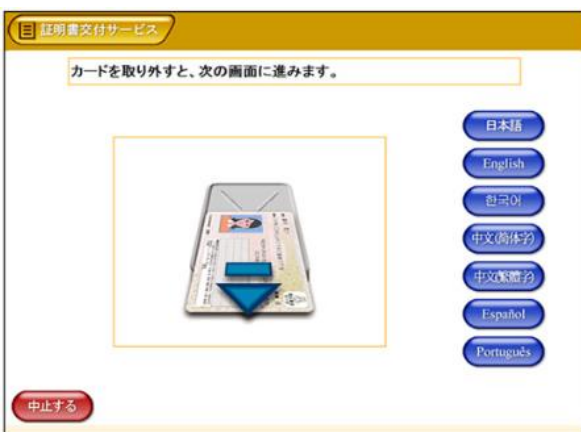 証明書交付サービス
カードを取り外すと、次の画面に進みます。
日本語
English
한국어
中文(简体字)
中文(繁體字)
Español
Português
中止する